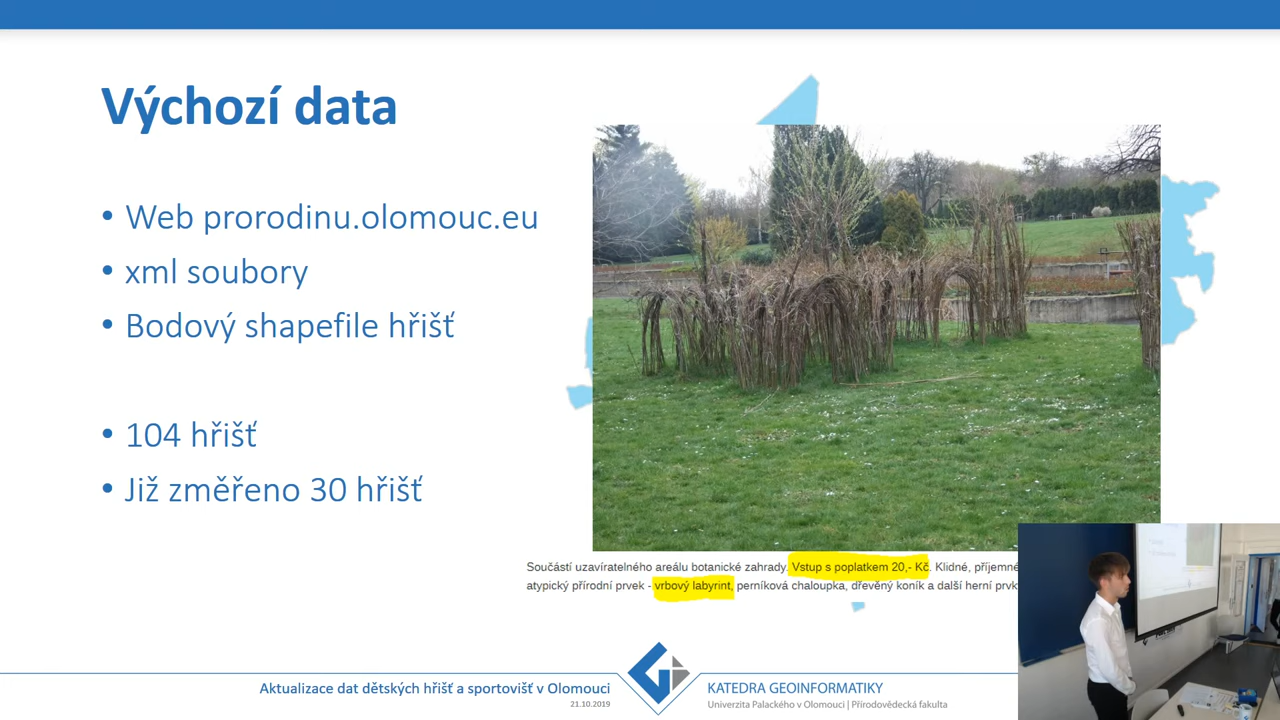 Výchozí data
• Web prorodinu.olomouc.eu
• xml soubory
• Bodový shapefile hřišť
• 104 hřišť
• Již změřeno 30 hřišť
Součástí uzavíratelného areálu botanické zahrady. Vstup s poplatkem 20,- Kč. Klidné, příjemné
atypický přírodní prvek - vrbový labyrint, perníková chaloupka, dřevěný koník a další herní prvk
Aktualizace dat dětských hřišť a sportovišť v Olomouci
21.10.2019
KATEDRA GEOINFORMATIKY
Univerzita Palackého v Olomouci | Přírodovědecká fakulta